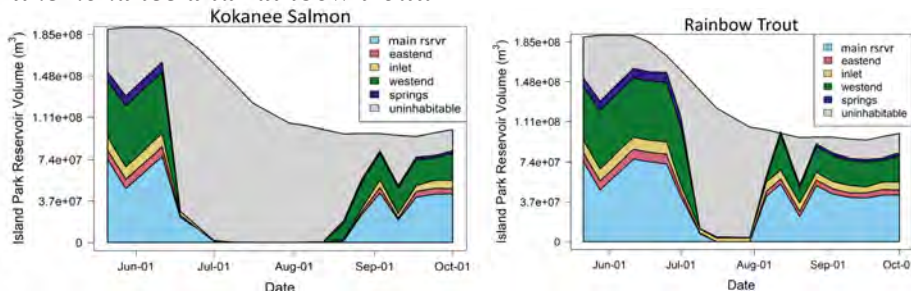 Kokanee Salmon
Island Park Reservoir Volume (m³)
1.85e+08
1.48e+08
1.11e+08
7.4e+07
3.7e+07
0
main rsrvr
eastend
inlet
westend
springs
uninhabitable
Jun-01 Jul-01 Aug-01 Sep-01 Oct-01
Date
Rainbow Trout
Island Park Reservoir Volume (m³)
1.85e+08
1.48e+08
1.11e+08
7.4e+07
3.7e+07
0
main rsrvr
eastend
inlet
westend
springs
uninhabitable
Jun-01 Jul-01 Aug-01 Sep-01 Oct-0
Date